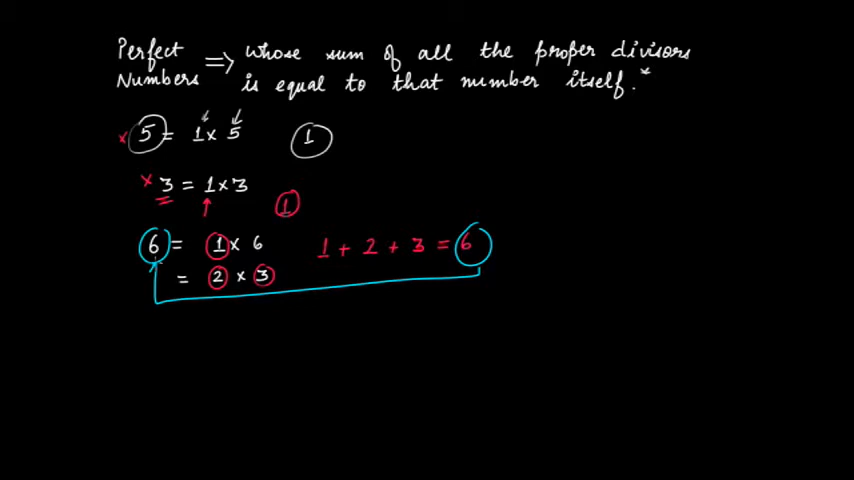 Perfect Numbers => whose sum of all the proper divisors
is equal to that number itself.*
x 5 = 1 x 5 1
x 3 = 1 x 3 1
6 = 1 x 6 1 + 2 + 3 = 6
= 2 x 3